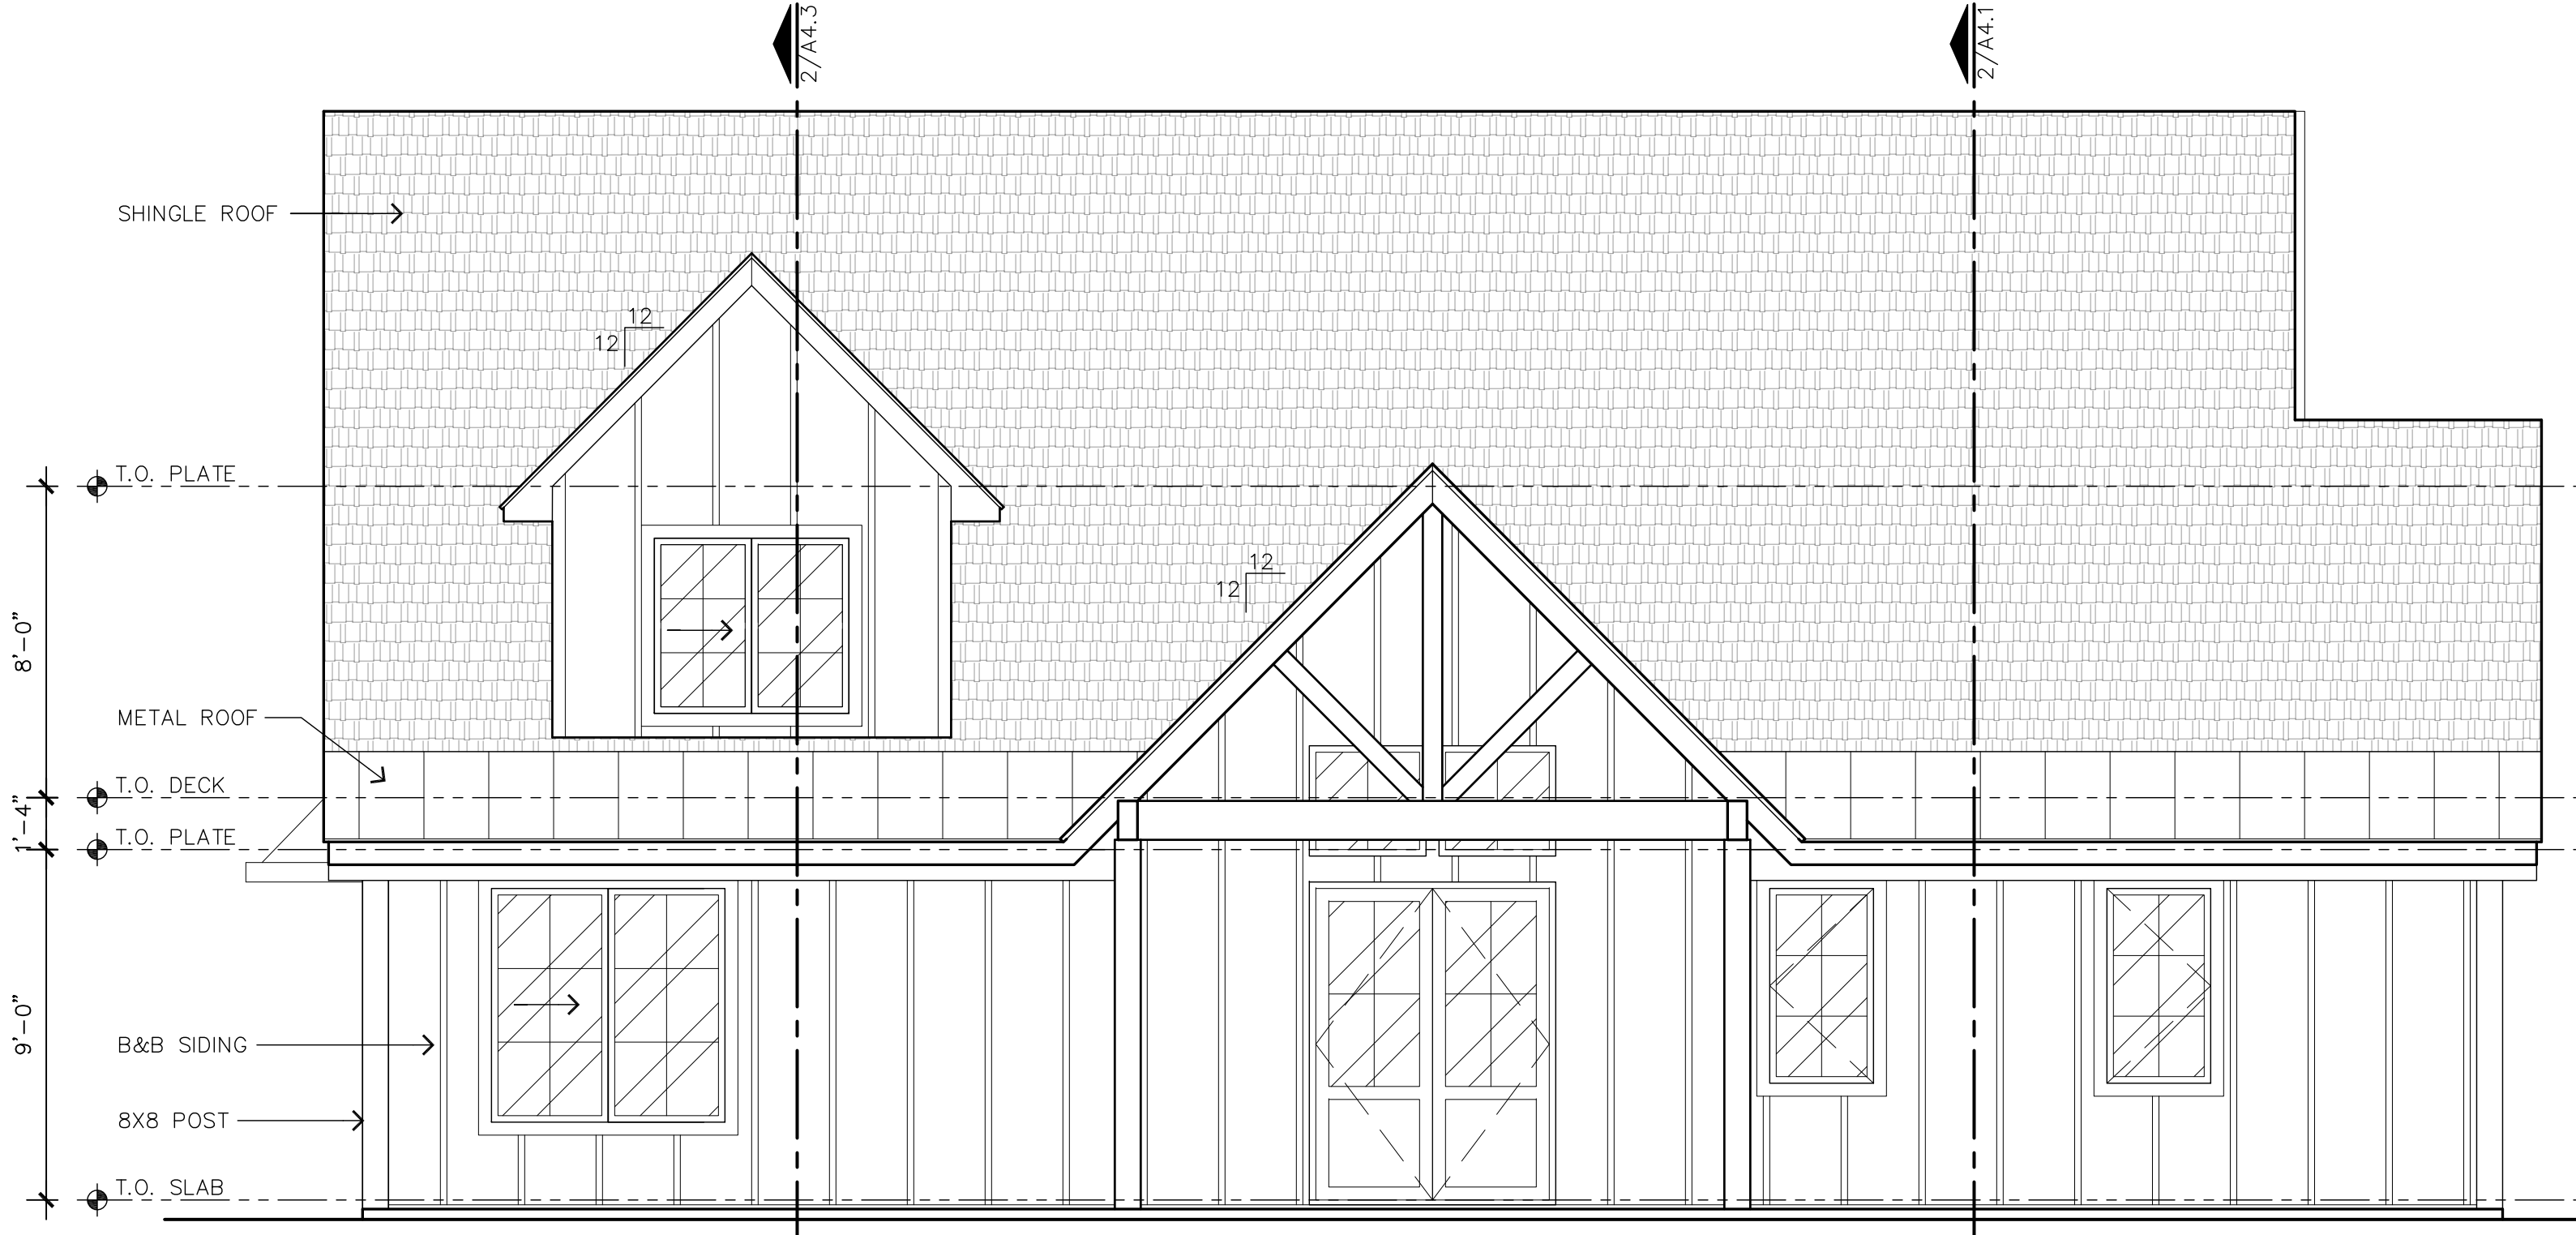 2/A4.3
2/A4.1
SHINGLE ROOF
12
12
T.O. PLATE
12
12
8'-0"
METAL ROOF
T.O. DECK
1'-4"
T.O. PLATE
9'-0"
B&B SIDING
8X8 POST
T.O. SLAB